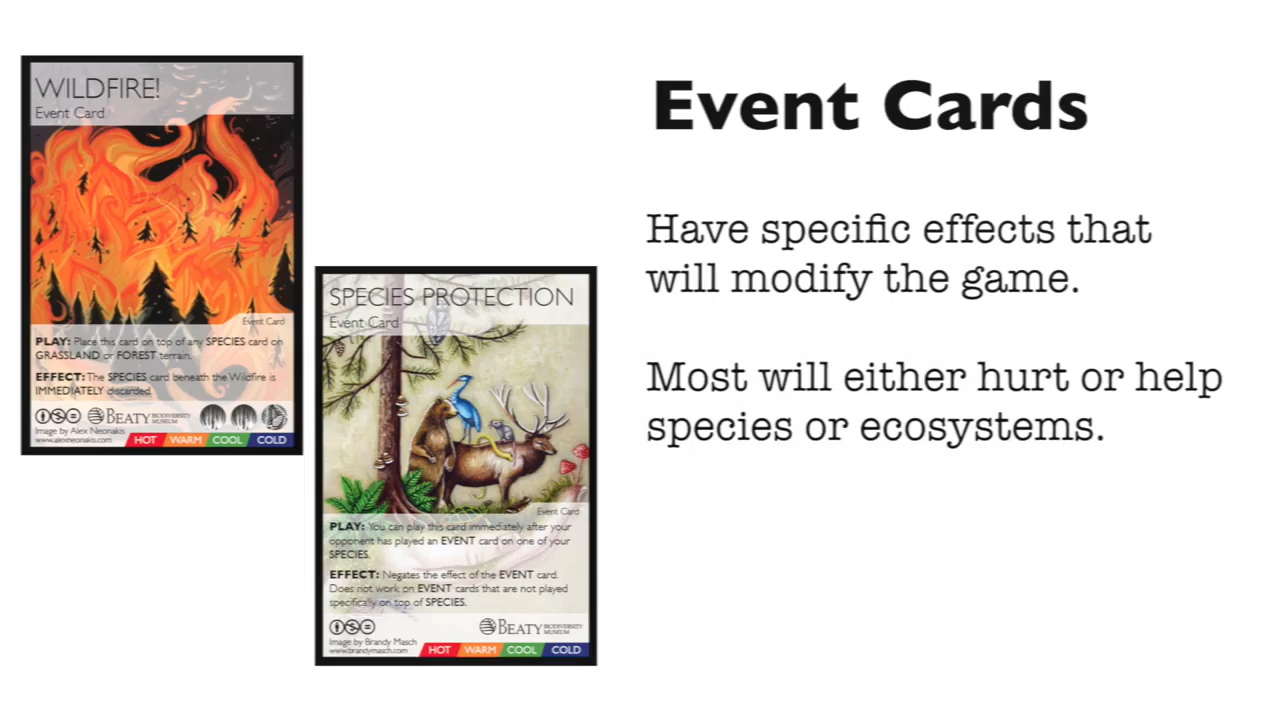 WILDFIRE!
Event Card
Event Card
PLAY: Place this card on top of any SPECIES card on
GRASSLAND or FOREST terrain.
EFFECT: The SPECIES card beneath the Wildfire is
IMMEDIATELY discarded.
BEATY BIODIVERSITY MUSEUM
Image by Alex Neonakis
www.alexneonakis.com
HOT WARM COOL COLD
SPECIES PROTECTION
Event Card
Event Card
PLAY: You can play this card immediately after your
opponent has played an EVENT card on one of your
SPECIES.
EFFECT: Negates the effect of the EVENT card.
Does not work on EVENT cards that are not played
specifically on top of SPECIES.
BEATY BIODIVERSITY MUSEUM
Image by Brandy Masch
www.brandymasch.com
HOT WARM COOL COLD
Event Cards
Have specific effects that
will modify the game.
Most will either hurt or help
species or ecosystems.